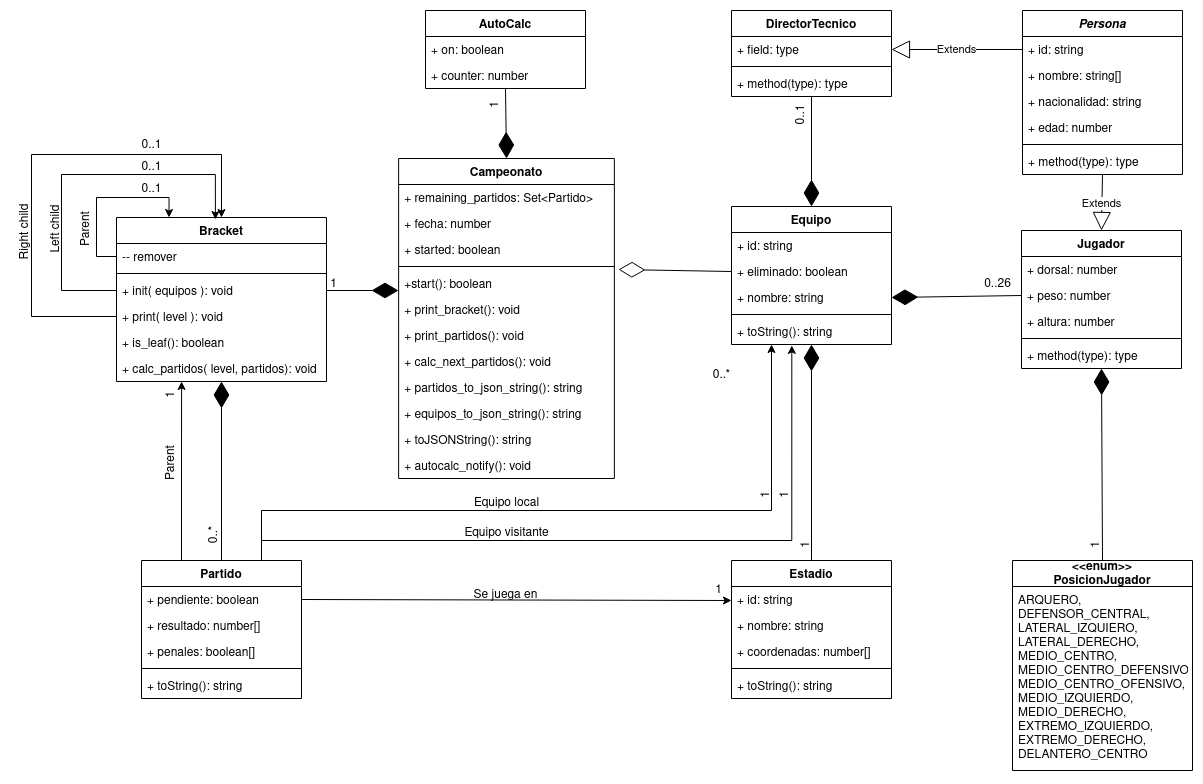 AutoCalc
+ on: boolean
+ counter: number
1
DirectorTecnico
+ field: type
+ method(type): type
0..1
Extends
Persona
+ id: string
+ nombre: string[]
+ nacionalidad: string
+ edad: number
+ method(type): type
Extends
0..1
0..1
0..1
Right child
Left child
Parent
Bracket
-- remover
+ init( equipos ): void
+ print( level ): void
+ is_leaf(): boolean
+ calc_partidos( level, partidos): void
1
Campeonato
+ remaining_partidos: Set<Partido>
+ fecha: number
+ started: boolean
+start(): boolean
+ print_bracket(): void
+ print_partidos(): void
+ calc_next_partidos(): void
+ partidos_to_json_string(): string
+ equipos_to_json_string(): string
+ toJSONString(): string
+ autocalc_notify(): void
Equipo
+ id: string
+ eliminado: boolean
+ nombre: string
+ toString(): string
0..26
Jugador
+ dorsal: number
+ peso: number
+ altura: number
+ method(type): type
0..*
1
Parent
0..*
Equipo local
1
1
Equipo visitante
1
1
Partido
+ pendiente: boolean
+ resultado: number[]
+ penales: boolean[]
+ toString(): string
Se juega en
1
Estadio
+ id: string
+ nombre: string
+ coordenadas: number[]
+ toString(): string
<<enum>>
PosicionJugador
ARQUERO,
DEFENSOR_CENTRAL,
LATERAL_IZQUIERO,
LATERAL_DERECHO,
MEDIO_CENTRO,
MEDIO_CENTRO_DEFENSIVO
MEDIO_CENTRO_OFENSIVO,
MEDIO_IZQUIERDO,
MEDIO_DERECHO,
EXTREMO_IZQUIERDO,
EXTREMO_DERECHO,
DELANTERO_CENTRO